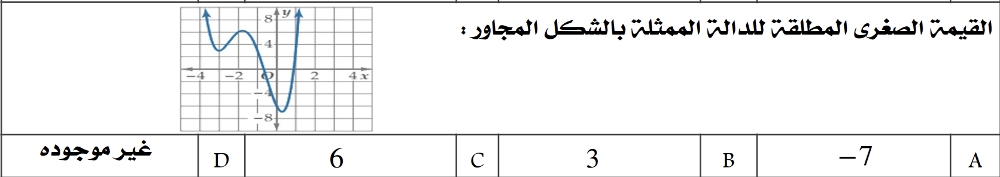 القيمة الصغرى المطلقة للدالة الممثلة بالشكل المجاور :
y
8
4
−4 −2 O 2 4 x
−4
−8
A −7 B 3 C 6 D غير موجوده